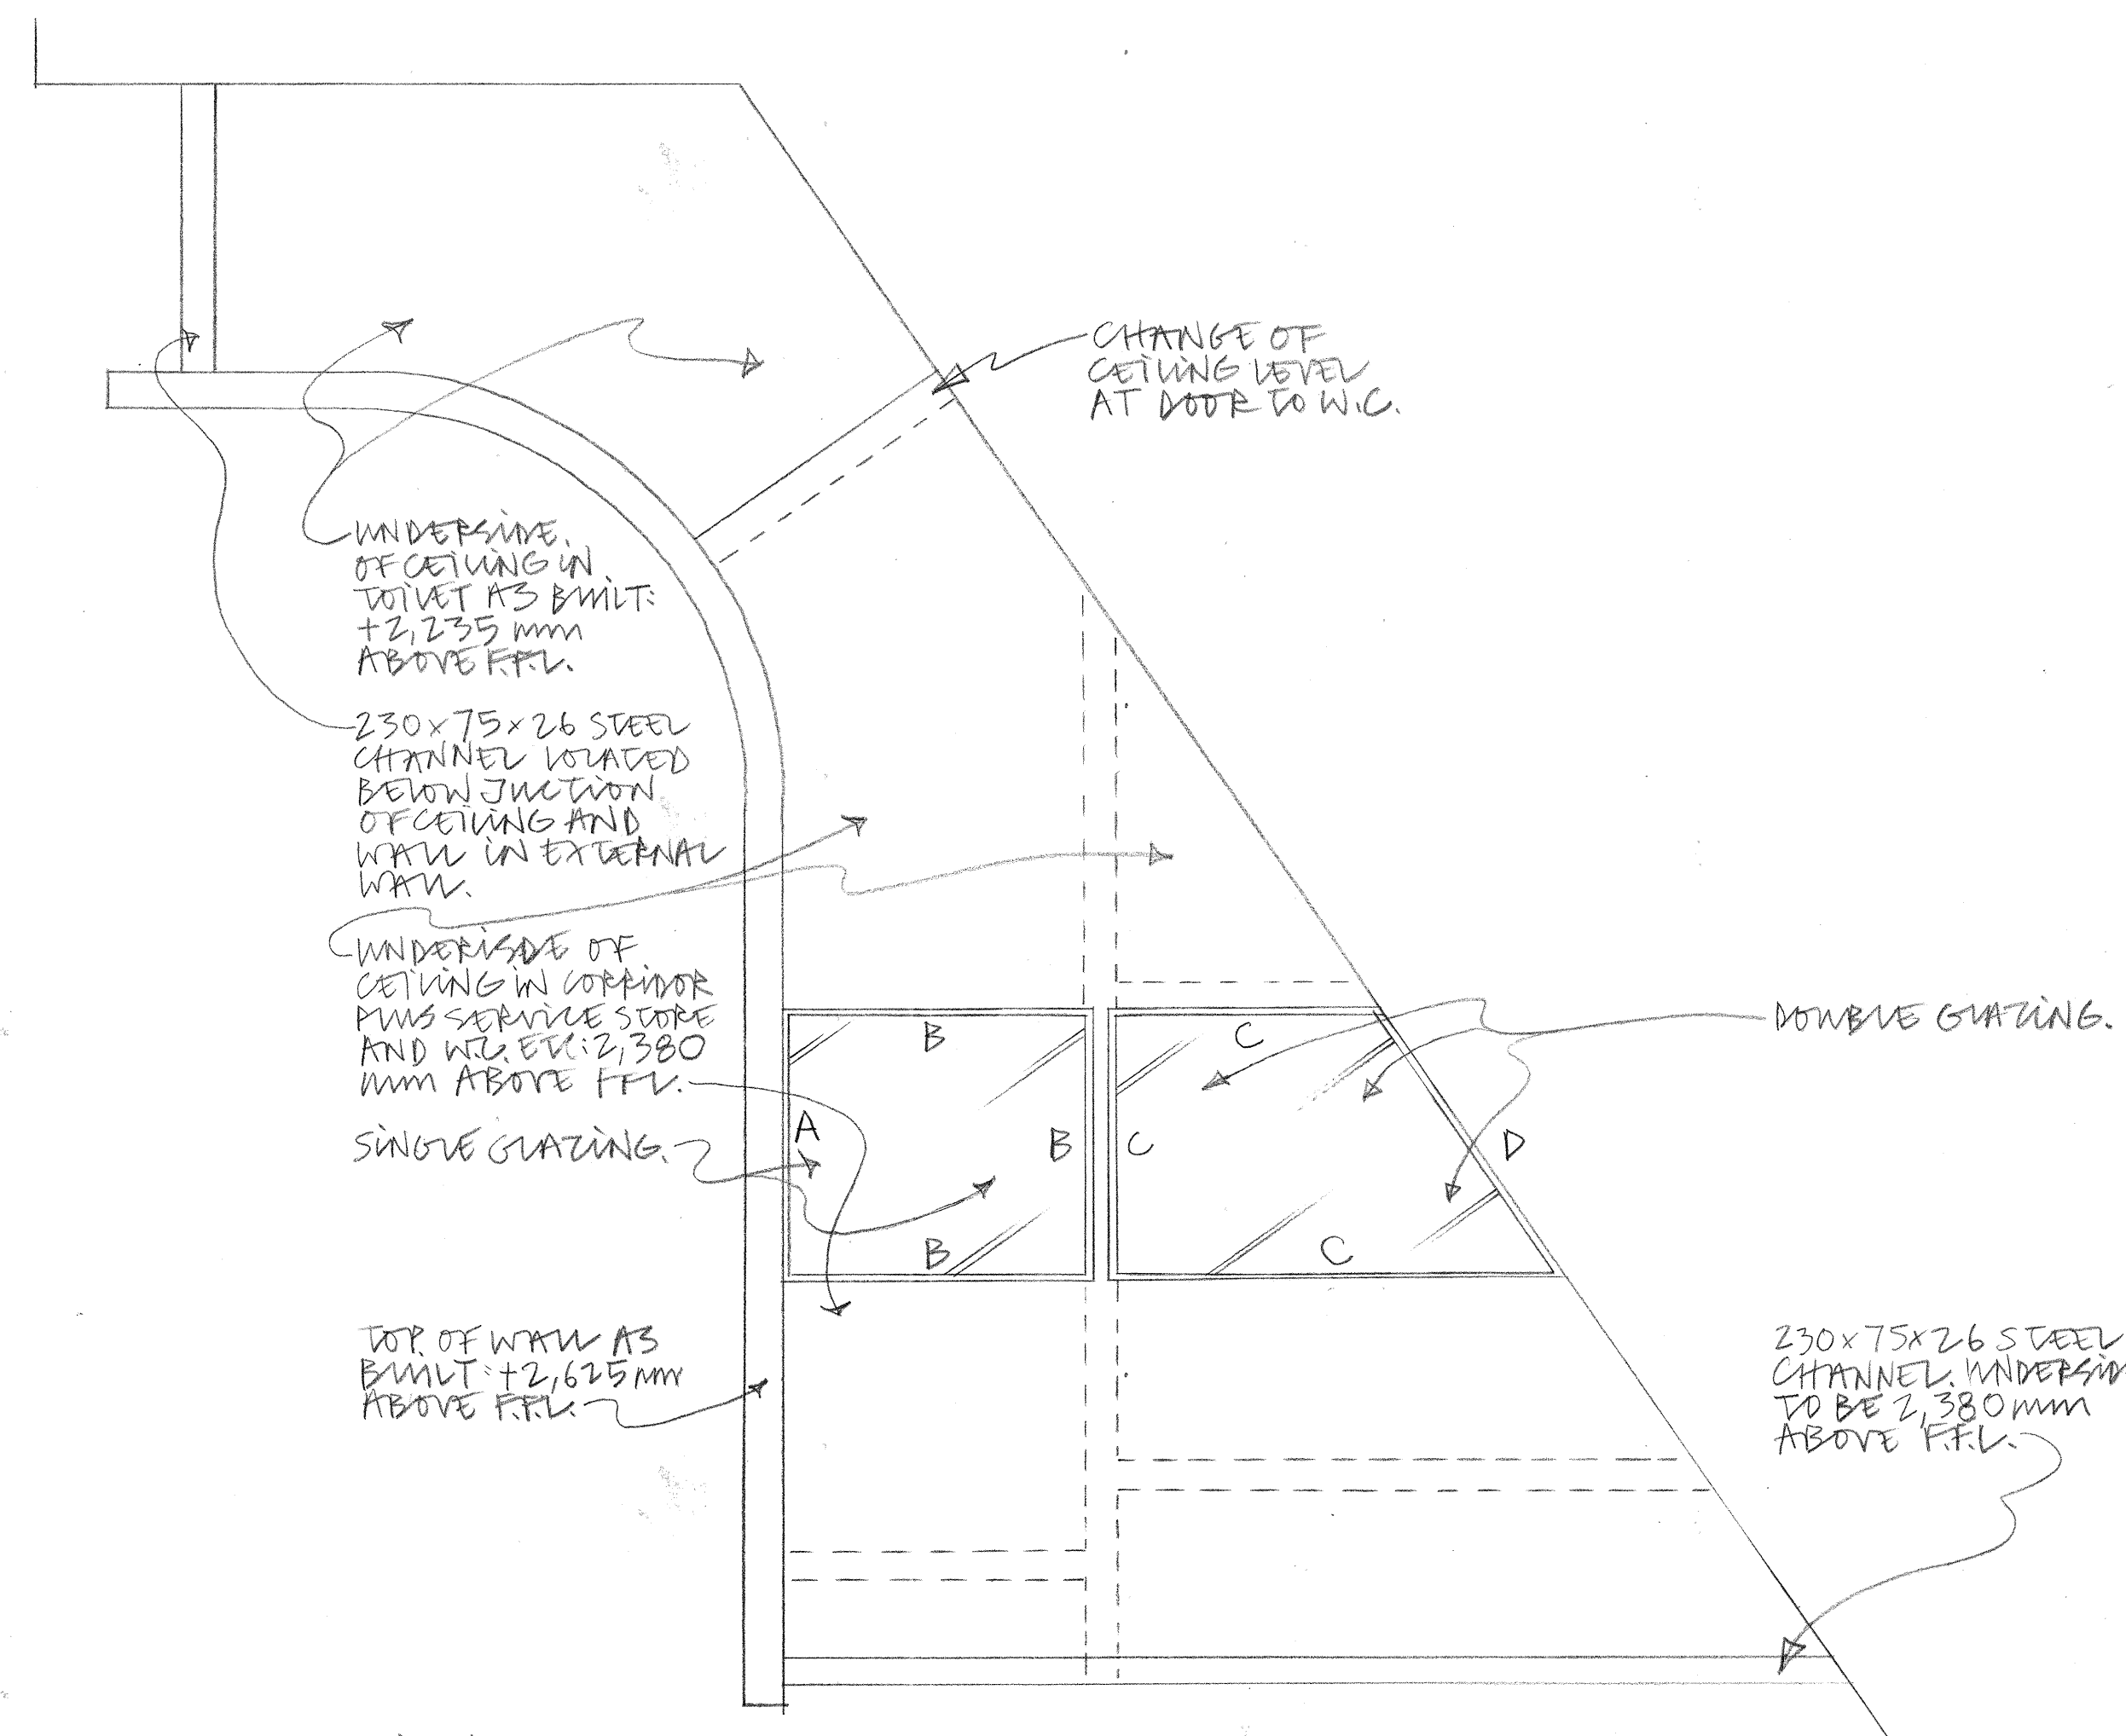 CHANGE OF
CEILING LEVEL
AT DOOR TO W.C.
UNDERSIDE.
OF CEILING IN
TOILET AS BUILT:
+2,235 mm
ABOVE F.F.L.
230 x 75 x 26 STEEL
CHANNEL LOCATED
BELOW JUCTION
OF CEILING AND
WALL IN EXTERNAL
WALL.
UNDERISDE OF
CEILING IN CORRIDOR
PLUS SERVICE STORE
AND W.C. ETC: 2,380
mm ABOVE FFL.
SINGLE GLAZING.
TOP. OF WALL AS
BUILT: +2,625 mm
ABOVE F.F.L.
B
A
B
B
C
C
C
D
DOUBLE GLAZING.
230 x 75 x 26 STEEL
CHANNEL. UNDERSID
TO BE 2,380 mm
ABOVE F.F.L.